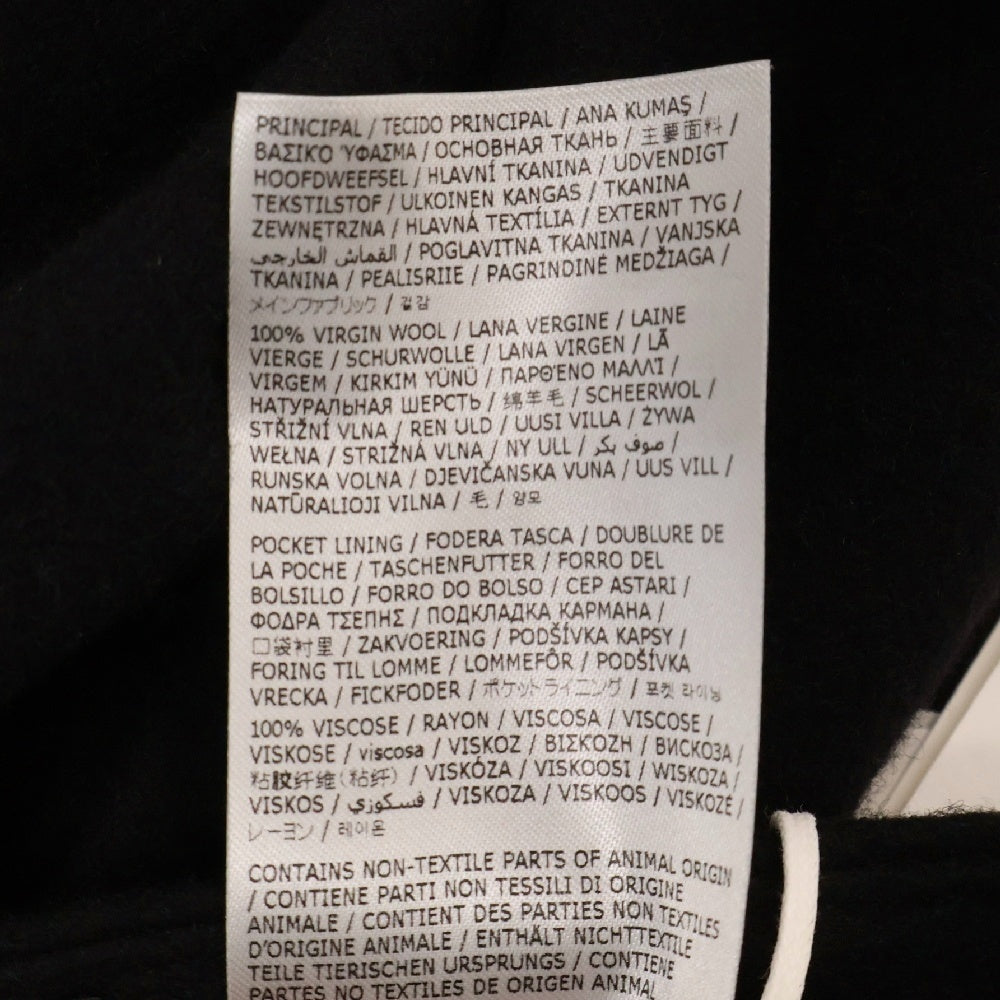 PRINCIPAL / TECIDO PRINCIPAL / ANA KUMAŞ /
ΒΑΣΙΚΟ ΎΦΑΣΜΑ / ОСНОВНАЯ ТКАНЬ / 主要面料 /
HOOFDWEEFSEL / HLAVNÍ TKANINA / UDVENDIGT
TEKSTILSTOF / ULKOINEN KANGAS / TKANINA
ZEWNĘTRZNA / HLAVNÁ TEXTÍLIA / EXTERNT TYG /
القماش الخارجي / POGLAVITNA TKANINA / VANJSKA
TKANINA / PEALISRIIE / PAGRINDINĖ MEDŽIAGA /
メインファブリック / 겉감
100% VIRGIN WOOL / LANA VERGINE / LAINE
VIERGE / SCHURWOLLE / LANA VIRGEN / LÃ
VIRGEM / KIRKIM YÜNÜ / ΠΑΡΘΈΝΟ ΜΑΛΛΊ /
НАТУРАЛЬНАЯ ШЕРСТЬ / 绵羊毛 / SCHEERWOL /
STŘIŽNÍ VLNA / REN ULD / UUSI VILLA / ŻYWA
WEŁNA / STRIŽNÁ VLNA / NY ULL / صوف بكر /
RUNSKA VOLNA / DJEVIČANSKA VUNA / UUS VILL /
NATŪRALIOJI VILNA / 毛 / 양모
POCKET LINING / FODERA TASCA / DOUBLURE DE
LA POCHE / TASCHENFUTTER / FORRO DEL
BOLSILLO / FORRO DO BOLSO / CEP ASTARI /
ΦΟΔΡΑ ΤΣΕΠΗΣ / ПОДКЛАДКА КАРМАНА /
口袋衬里 / ZAKVOERING / PODŠÍVKA KAPSY /
FORING TIL LOMME / LOMMEFÔR / PODŠÍVKA
VRECKA / FICKFODER / ポケットライニング / 포켓 라이닝
100% VISCOSE / RAYON / VISCOSA / VISCOSE /
VISKOSE / viscosa / VISKOZ / ΒΙΣΚΟΖΗ / ВИСКОЗА /
粘胶纤维(粘纤) / VISKÓZA / VISKOOSI / WISKOZA /
VISKOS / فسكوزي / VISKOZA / VISKOOS / VISKOZĖ /
レーヨン / 레이온
CONTAINS NON-TEXTILE PARTS OF ANIMAL ORIGIN
/ CONTIENE PARTI NON TESSILI DI ORIGINE
ANIMALE / CONTIENT DES PARTIES NON TEXTILES
D'ORIGINE ANIMALE / ENTHÄLT NICHTTEXTILE
TEILE TIERISCHEN URSPRUNGS / CONTIENE
PARTES NO TEXTILES DE ORIGEN ANIMAL